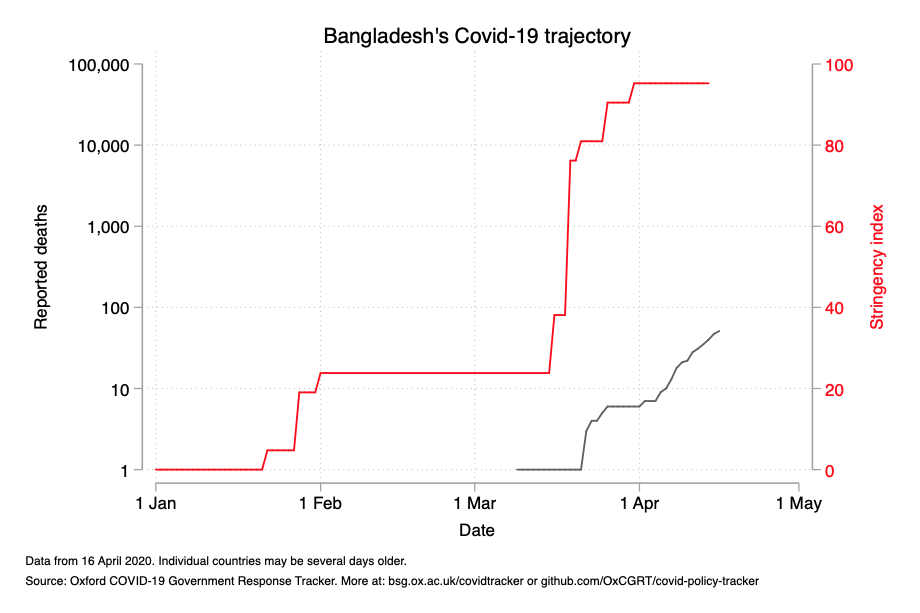 Bangladesh's Covid-19 trajectory
100,000
10,000
1,000
100
10
1
Reported deaths
100
80
60
40
20
0
Stringency index
1 Jan
1 Feb
1 Mar
1 Apr
1 May
Date
Data from 16 April 2020. Individual countries may be several days older.
Source: Oxford COVID-19 Government Response Tracker. More at: bsg.ox.ac.uk/covidtracker or github.com/OxCGRT/covid-policy-tracker